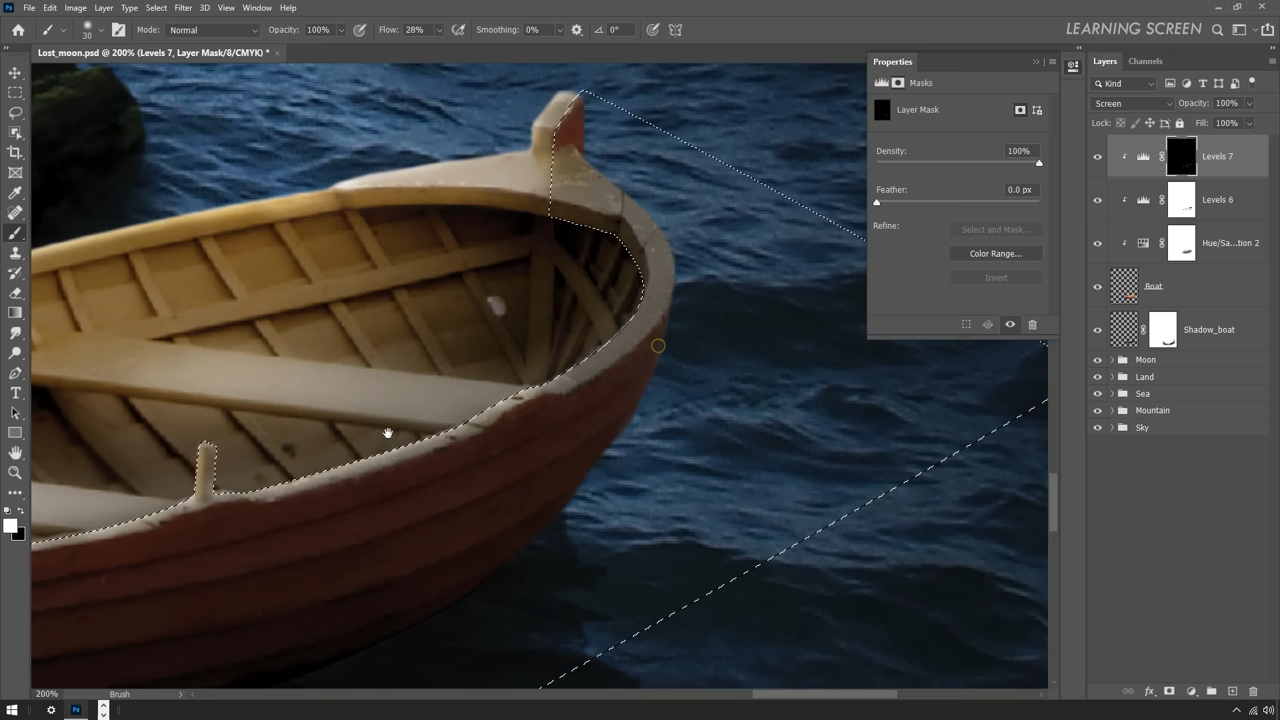 File Edit Image Layer Type Select Filter 3D View Window Help
30 Mode: Normal Opacity: 100% Flow: 28% Smoothing: 0% 0° LEARNING SCREEN
Lost_moon.psd @ 200% (Levels 7, Layer Mask/8/CMYK) *
Properties
Masks
Layer Mask
Density: 100%
Feather: 0.0 px
Refine: Select and Mask...
Color Range...
Invert
Layers Channels
Kind
Screen Opacity: 100%
Lock: Fill: 100%
Levels 7
Levels 6
Hue/Sa...tion 2
Boat
Shadow_boat
Moon
Land
Sea
Mountain
Sky
200% Brush